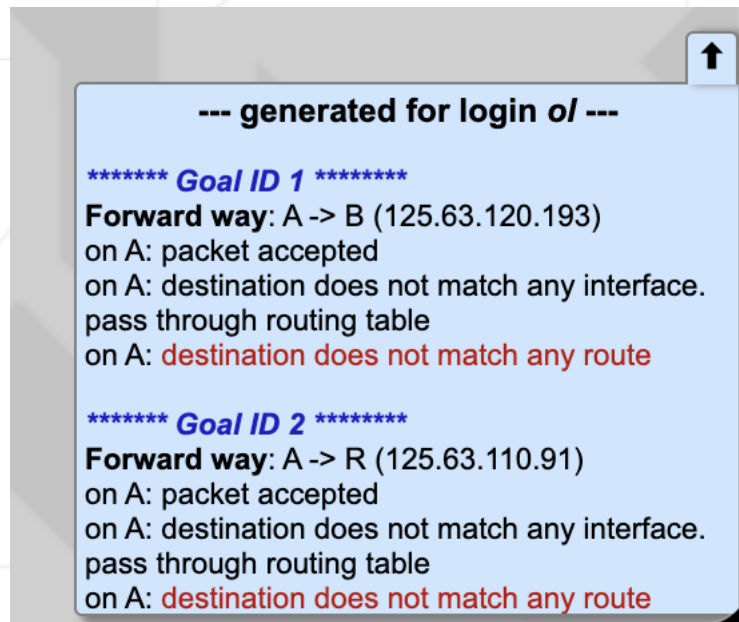 --- generated for login ol ---
******* Goal ID 1 ********
Forward way: A -> B (125.63.120.193)
on A: packet accepted
on A: destination does not match any interface.
pass through routing table
on A: destination does not match any route
******* Goal ID 2 ********
Forward way: A -> R (125.63.110.91)
on A: packet accepted
on A: destination does not match any interface.
pass through routing table
on A: destination does not match any route